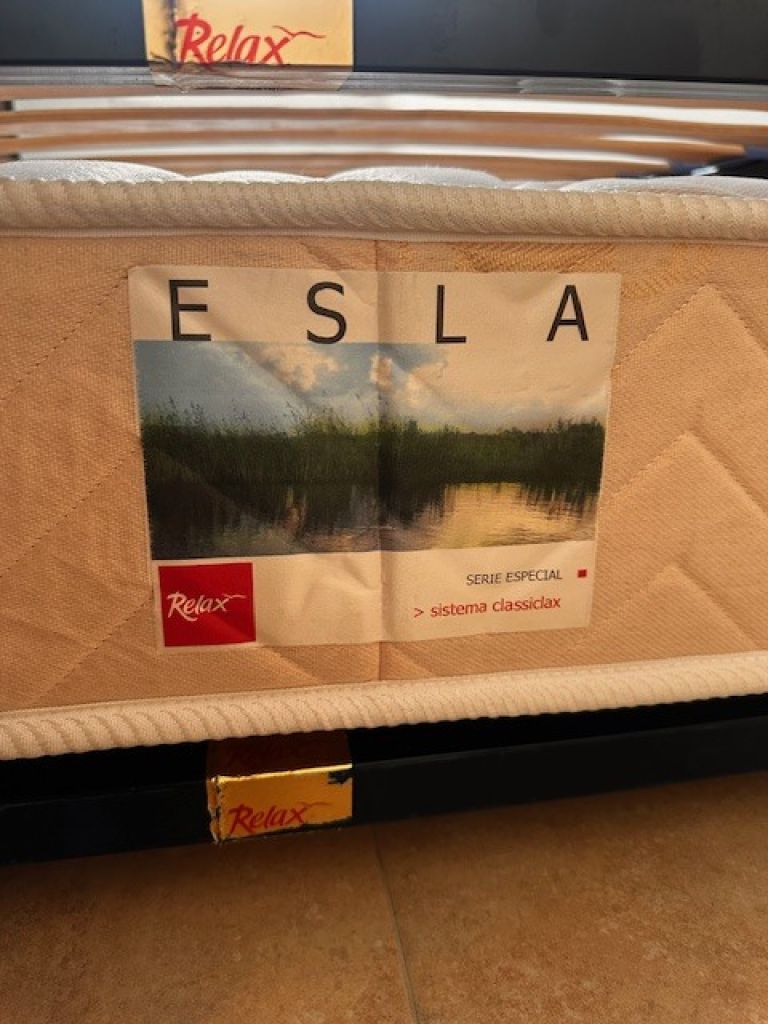 Relax
E S L A
SERIE ESPECIAL
Relax
> sistema classiclax
Relax